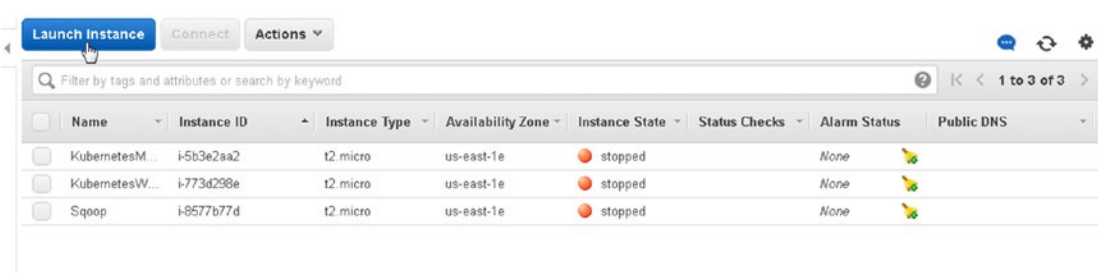 Launch Instance Connect Actions
Filter by tags and attributes or search by keyword 1 to 3 of 3
Name Instance ID Instance Type Availability Zone Instance State Status Checks Alarm Status Public DNS
KubernetesM... i-5b3e2aa2 t2.micro us-east-1e stopped None
KubernetesW... i-773d298e t2.micro us-east-1e stopped None
Sqoop i-8577b77d t2.micro us-east-1e stopped None